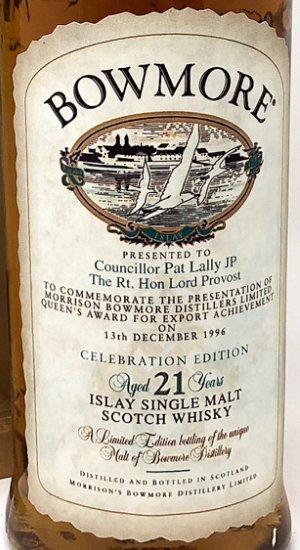 BOWMORE®
ISLAY
PRESENTED TO
Councillor Pat Lally JP
The Rt. Hon Lord Provost
TO COMMEMORATE THE PRESENTATION OF
MORRISON BOWMORE DISTILLERS LIMITED
QUEEN'S AWARD FOR EXPORT ACHIEVEMENT
ON
13th DECEMBER 1996
CELEBRATION EDITION
Aged 21 Years
ISLAY SINGLE MALT
SCOTCH WHISKY
A Limited Edition bottling of the unique
Malt of Bowmore Distillery
DISTILLED AND BOTTLED IN SCOTLAND
MORRISON'S BOWMORE DISTILLERY LIMITED